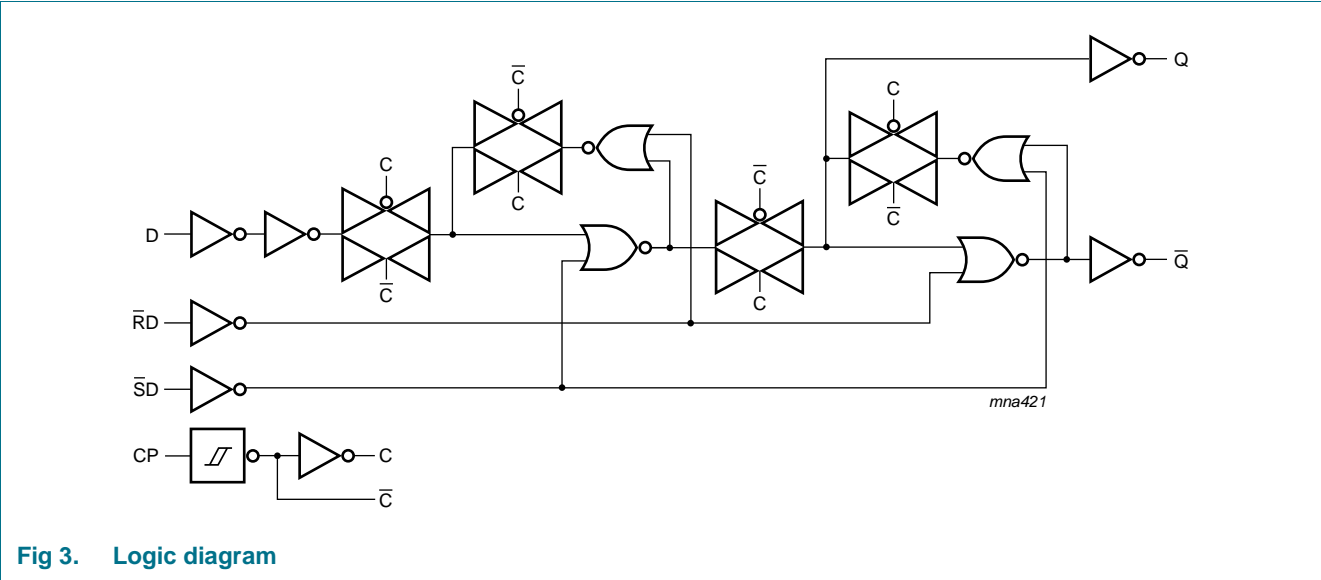 Q
C̅
C
C
C̅
C
C
C̅
D
Q̅
C̅
C
R̅D
S̅D
mna421
CP
C
C̅
Fig 3. Logic diagram